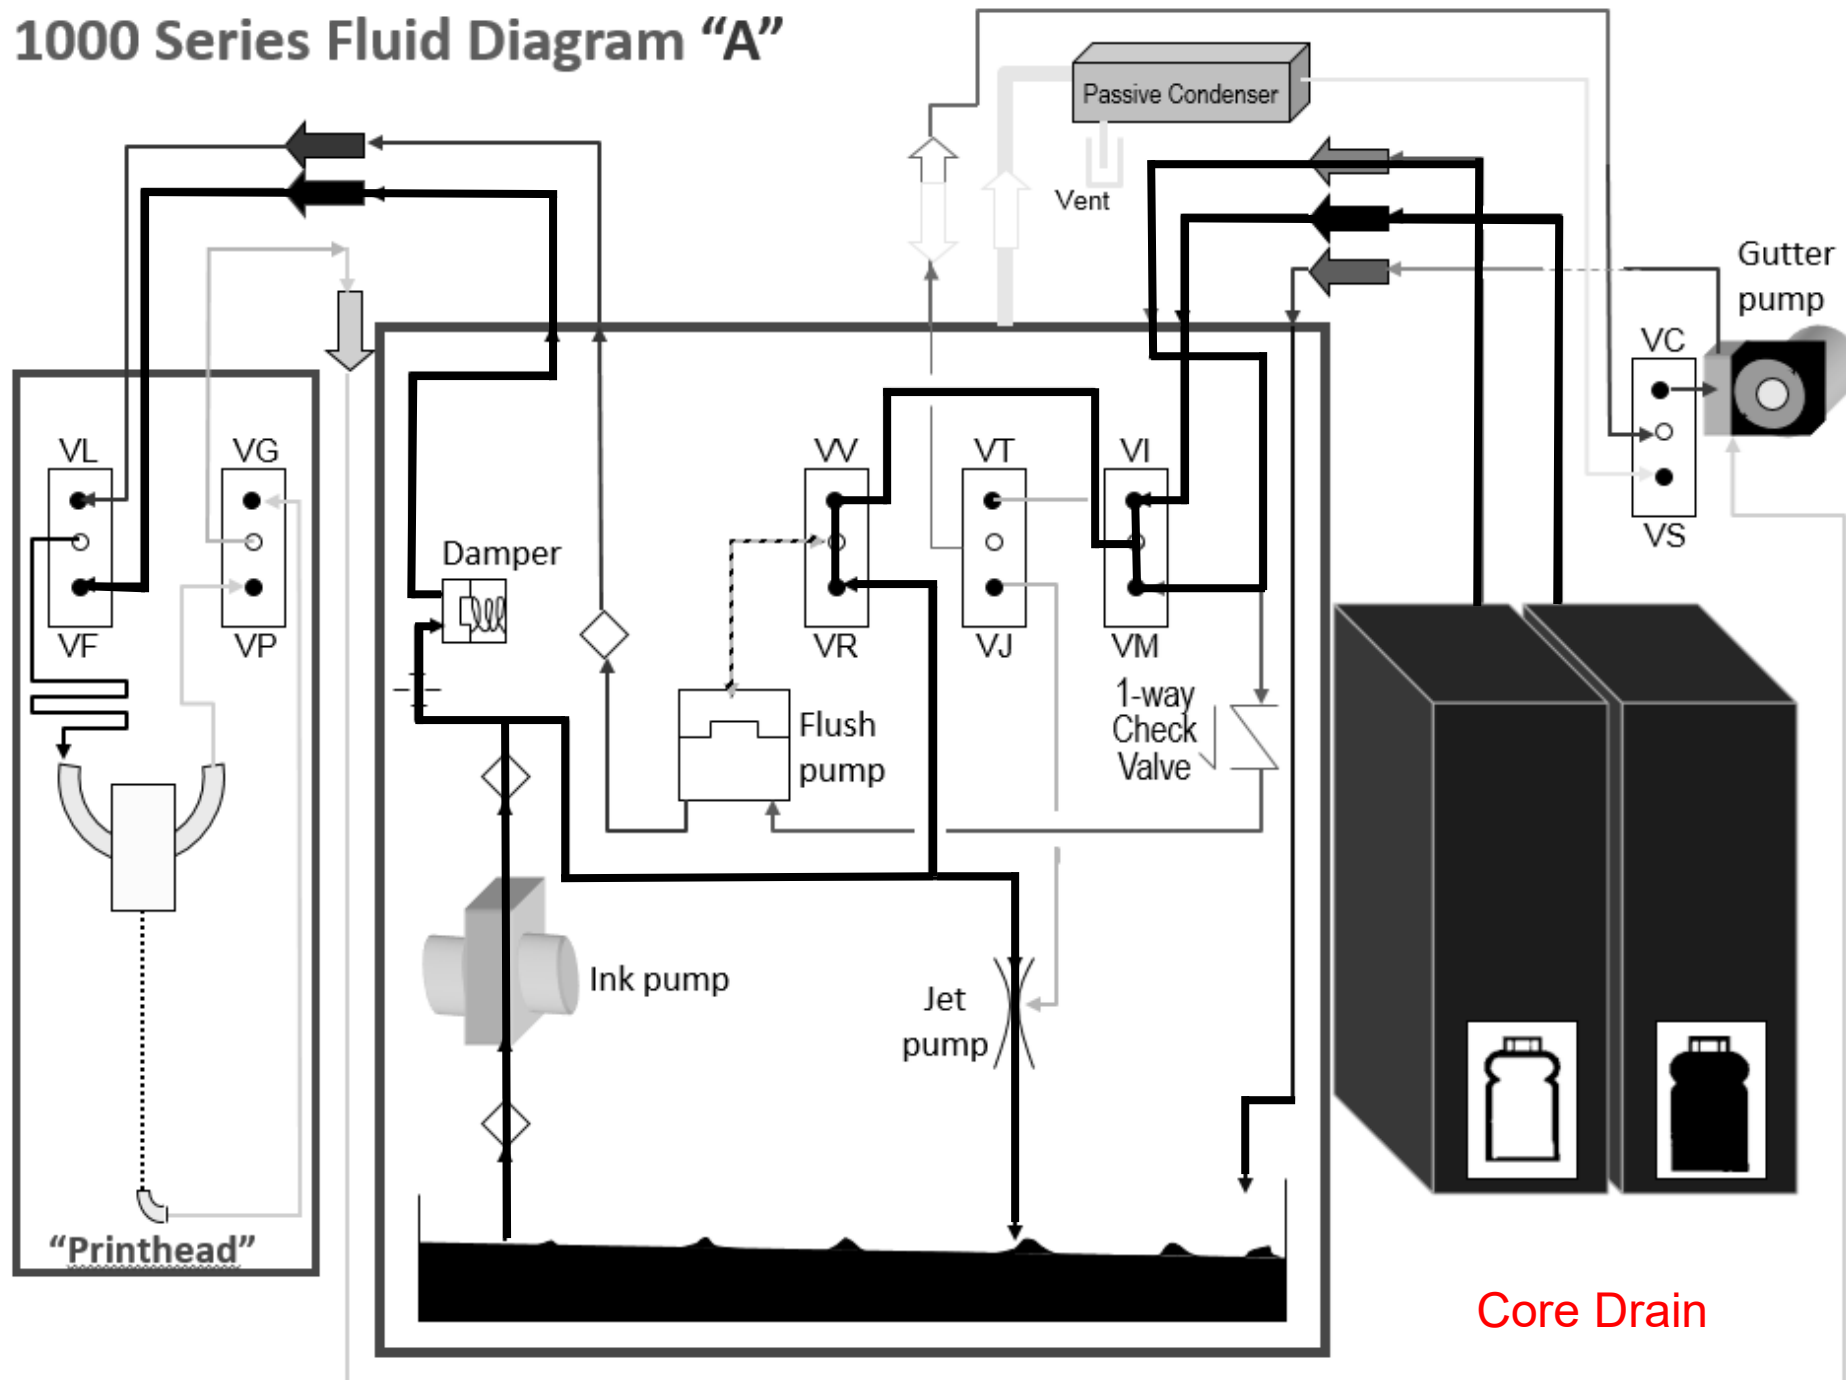 1000 Series Fluid Diagram “A”
Passive Condenser
Vent
Gutter
pump
VC
VS
VL
VG
VF
VP
Damper
VV
VT
VI
VR
VJ
VM
Flush
pump
1-way
Check
Valve
Ink pump
Jet
pump
“Printhead”
Core Drain